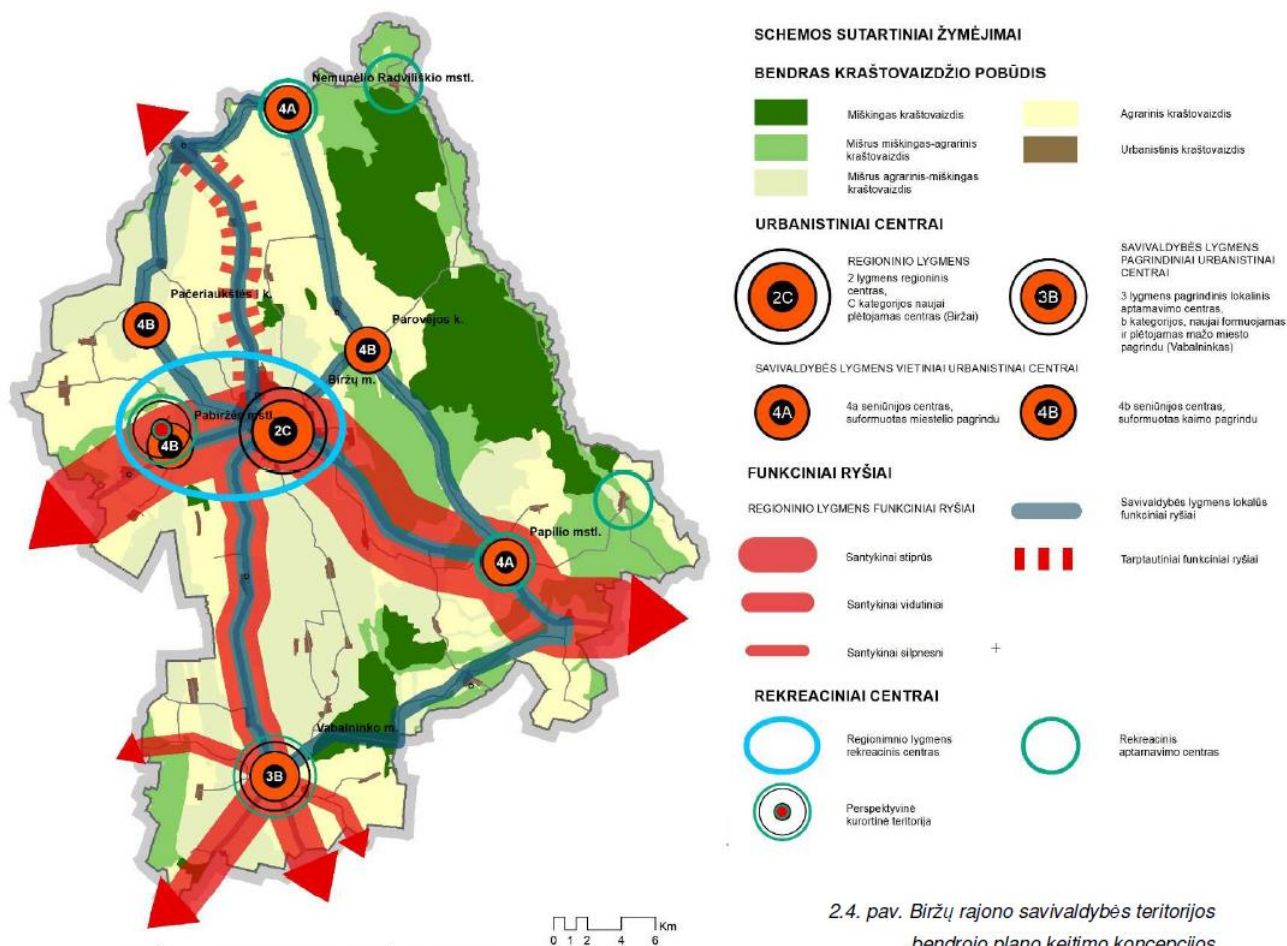 Nemunėlio Radviliškio mstl.
4A
Pačeriaukštės I k.
4B
Parovėjos k.
4B
Biržų m.
Pabiržės mstl.
4B
2C
Papilio mstl.
4A
Vabalninko m.
3B
0 1 2 4 6 Km
SCHEMOS SUTARTINIAI ŽYMĖJIMAI
BENDRAS KRAŠTOVAIZDŽIO POBŪDIS
Miškingas kraštovaizdis
Mišrus miškingas-agrarinis
kraštovaizdis
Mišrus agrarinis-miškingas
kraštovaizdis
Agrarinis kraštovaizdis
Urbanistinis kraštovaizdis
URBANISTINIAI CENTRAI
2C
REGIONINIO LYGMENS
2 lygmens regioninis
centras,
C kategorijos naujai
plėtojamas centras (Biržai)
3B
SAVIVALDYBĖS LYGMENS
PAGRINDINIAI URBANISTINAI
CENTRAI
3 lygmens pagrindinis lokalinis
aptarnavimo centras,
b kategorijos, naujai formuojamas
ir plėtojamas mažo miesto
pagrindu (Vabalninkas)
SAVIVALDYBĖS LYGMENS VIETINIAI URBANISTINAI CENTRAI
4A
4a seniūnijos centras,
suformuotas miestelio pagrindu
4B
4b seniūnijos centras,
suformuotas kaimo pagrindu
FUNKCINIAI RYŠIAI
REGIONINIO LYGMENS FUNKCINIAI RYŠIAI
Santykinai stiprūs
Santykinai vidutiniai
Santykinai silpnesni
Savivaldybės lygmens lokalūs
funkciniai ryšiai
Tarptautiniai funkciniai ryšiai
REKREACINIAI CENTRAI
Regionimnio lygmens
rekreacinis centras
Rekreacinis
aptarnavimo centras
Perspektyvinė
kurortinė teritorija
2.4. pav. Biržų rajono savivaldybės teritorijos
bendrojo plano keitimo koncepcijos